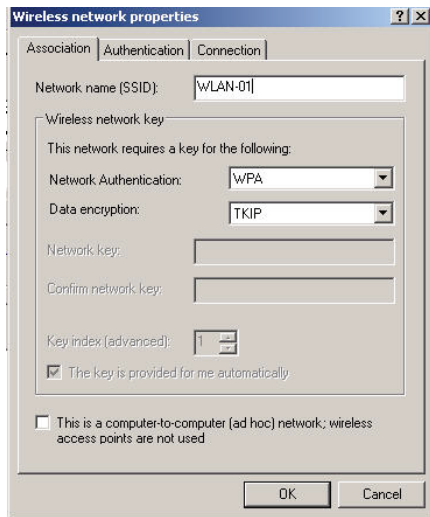 Wireless network properties
Association Authentication Connection
Network name (SSID): WLAN-01
Wireless network key
This network requires a key for the following:
Network Authentication: WPA
Data encryption: TKIP
Network key:
Confirm network key:
Key index (advanced): 1
The key is provided for me automatically
This is a computer-to-computer (ad hoc) network; wireless
access points are not used
OK Cancel